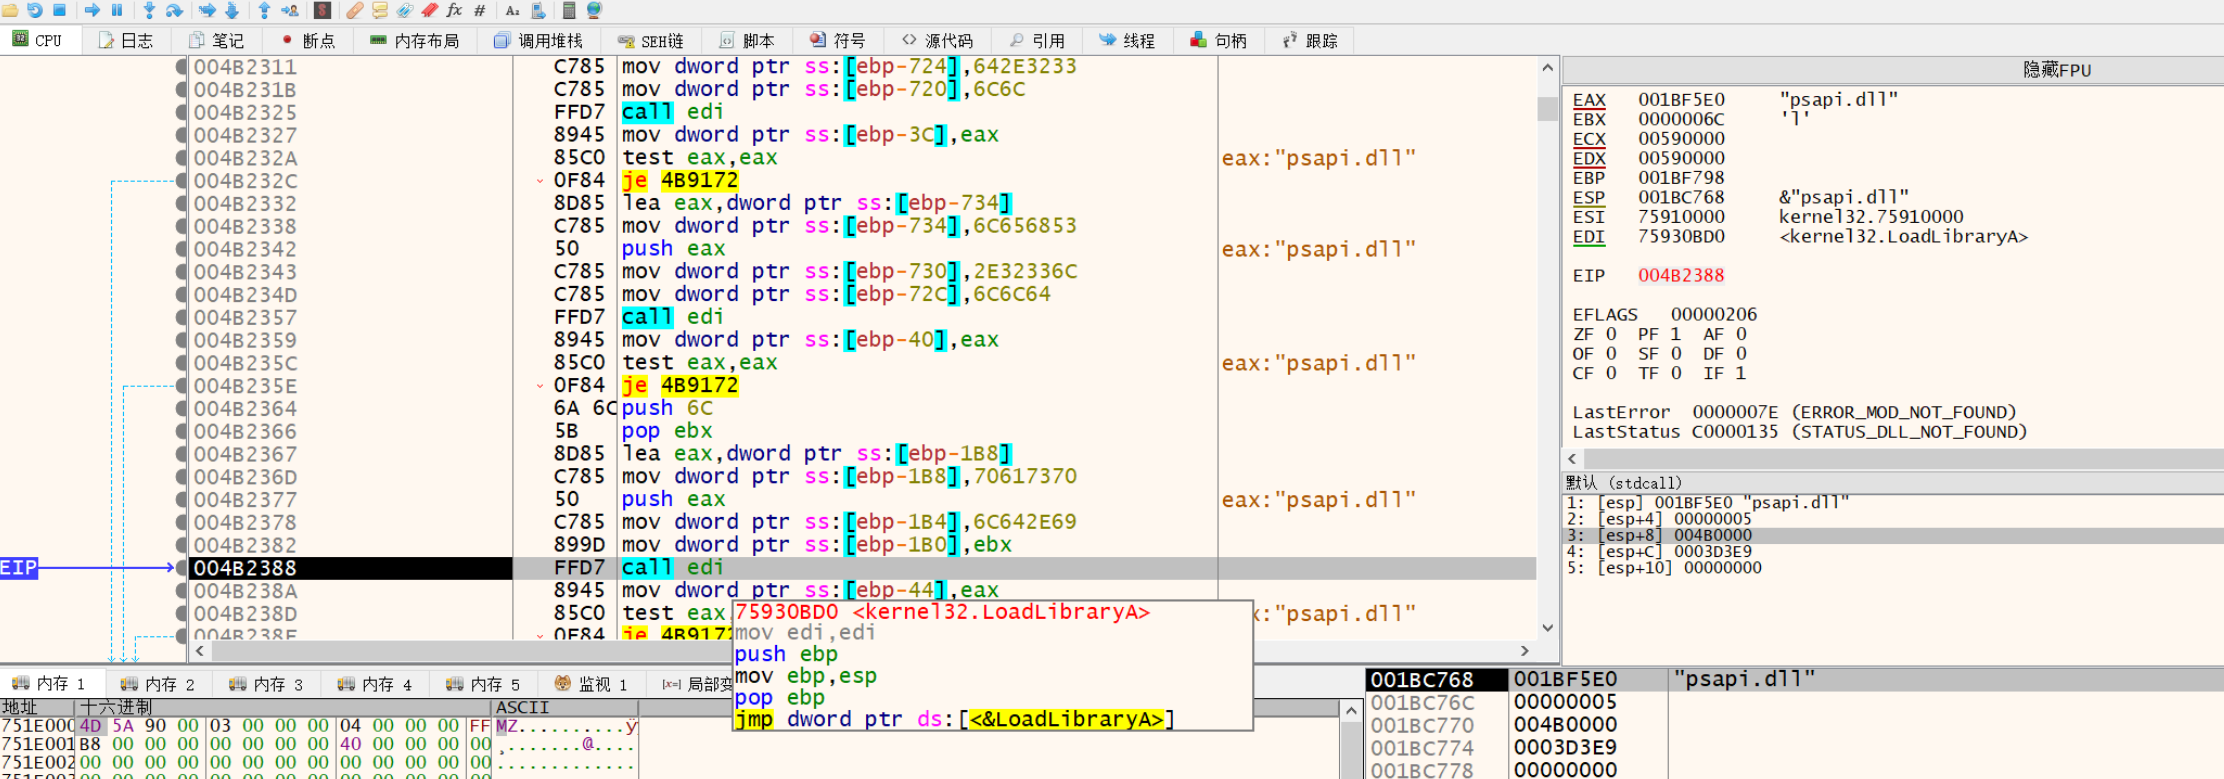 CPU 日志 笔记 断点 内存布局 调用堆栈 SEH链 脚本 符号 源代码 引用 线程 句柄 跟踪
004B2311 C785 mov dword ptr ss:[ebp-724],642E3233
004B231B C785 mov dword ptr ss:[ebp-720],6C6C
004B2325 FFD7 call edi
004B2327 8945 mov dword ptr ss:[ebp-3C],eax
004B232A 85C0 test eax,eax eax:"psapi.dll"
004B232C 0F84 je 4B9172
004B2332 8D85 lea eax,dword ptr ss:[ebp-734]
004B2338 C785 mov dword ptr ss:[ebp-734],6C656853
004B2342 50 push eax eax:"psapi.dll"
004B2343 C785 mov dword ptr ss:[ebp-730],2E32336C
004B234D C785 mov dword ptr ss:[ebp-72C],6C6C64
004B2357 FFD7 call edi
004B2359 8945 mov dword ptr ss:[ebp-40],eax
004B235C 85C0 test eax,eax eax:"psapi.dll"
004B235E 0F84 je 4B9172
004B2364 6A 6C push 6C
004B2366 5B pop ebx
004B2367 8D85 lea eax,dword ptr ss:[ebp-1B8]
004B236D C785 mov dword ptr ss:[ebp-1B8],70617370
004B2377 50 push eax eax:"psapi.dll"
004B2378 C785 mov dword ptr ss:[ebp-1B4],6C642E69
004B2382 899D mov dword ptr ss:[ebp-1B0],ebx
EIP 004B2388 FFD7 call edi
004B238A 8945 mov dword ptr ss:[ebp-44],eax
004B238D 85C0 test eax x:"psapi.dll"
004B238F 0F84 je 4B9172
75930BD0 <kernel32.LoadLibraryA>
mov edi,edi
push ebp
mov ebp,esp
pop ebp
jmp dword ptr ds:[<&LoadLibraryA>]
隐藏FPU
EAX 001BF5E0 "psapi.dll"
EBX 0000006C 'l'
ECX 00590000
EDX 00590000
EBP 001BF798
ESP 001BC768 &"psapi.dll"
ESI 75910000 kernel32.75910000
EDI 75930BD0 <kernel32.LoadLibraryA>
EIP 004B2388
EFLAGS 00000206
ZF 0 PF 1 AF 0
OF 0 SF 0 DF 0
CF 0 TF 0 IF 1
LastError 0000007E (ERROR_MOD_NOT_FOUND)
LastStatus C0000135 (STATUS_DLL_NOT_FOUND)
默认 (stdcall)
1: [esp] 001BF5E0 "psapi.dll"
2: [esp+4] 00000005
3: [esp+8] 004B0000
4: [esp+C] 0003D3E9
5: [esp+10] 00000000
内存 1 内存 2 内存 3 内存 4 内存 5 监视 1 [x=] 局部变
地址 十六进制 ASCII
751E000 4D 5A 90 00 03 00 00 00 04 00 00 00 FF MZ..........ÿ
751E001 B8 00 00 00 00 00 00 00 40 00 00 00 00 ¸.......@....
751E002 00 00 00 00 00 00 00 00 00 00 00 00 00 .............
001BC768 001BF5E0 "psapi.dll"
001BC76C 00000005
001BC770 004B0000
001BC774 0003D3E9
001BC778 00000000